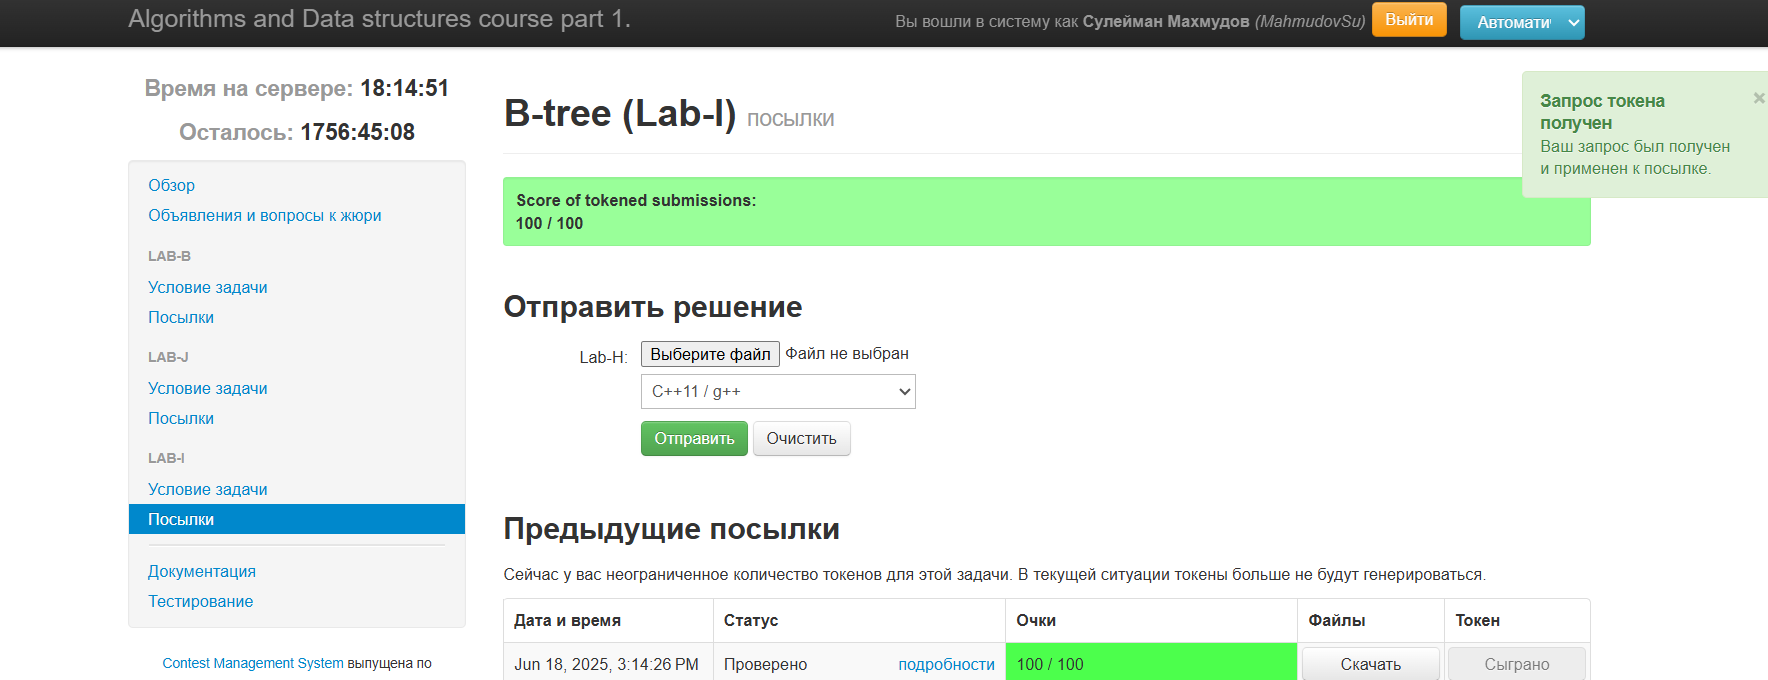 Algorithms and Data structures course part 1.
Вы вошли в систему как Сулейман Махмудов (MahmudovSu)
Выйти
Автомати
Время на сервере: 18:14:51
Осталось: 1756:45:08
Обзор
Объявления и вопросы к жюри
LAB-B
Условие задачи
Посылки
LAB-J
Условие задачи
Посылки
LAB-I
Условие задачи
Посылки
Документация
Тестирование
Contest Management System выпущена по
B-tree (Lab-I) посылки
Запрос токена
получен
Ваш запрос был получен
и применен к посылке.
×
Score of tokened submissions:
100 / 100
Отправить решение
Lab-H: Выберите файл Файл не выбран
C++11 / g++
Отправить Очистить
Предыдущие посылки
Сейчас у вас неограниченное количество токенов для этой задачи. В текущей ситуации токены больше не будут генерироваться.
Дата и время Статус Очки Файлы Токен
Jun 18, 2025, 3:14:26 PM Проверено подробности 100 / 100 Скачать Сыграно